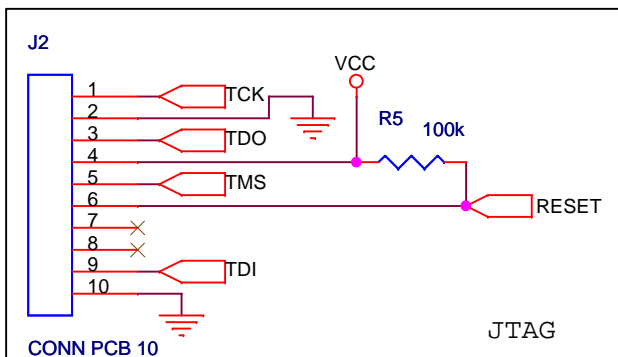 J2
VCC
1
TCK
2
R5 100k
3
TDO
4
5
TMS
6
RESET
7
8
9
TDI
10
JTAG
CONN PCB 10